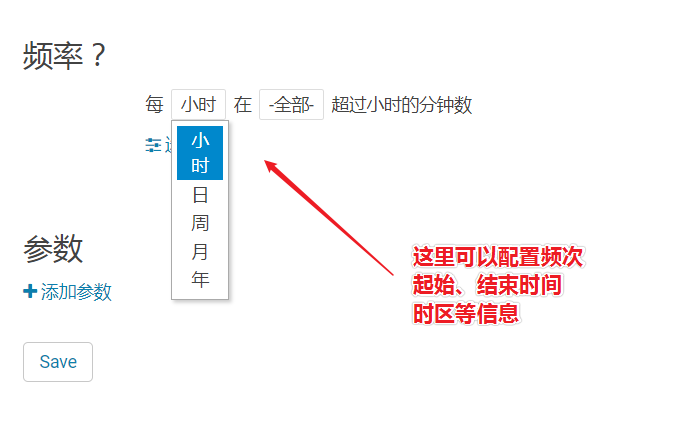 频率？
每 小时 在 -全部- 超过小时的分钟数
小
时
日
周
月
年
参数
添加参数
Save
这里可以配置频次
起始、结束时间
时区等信息